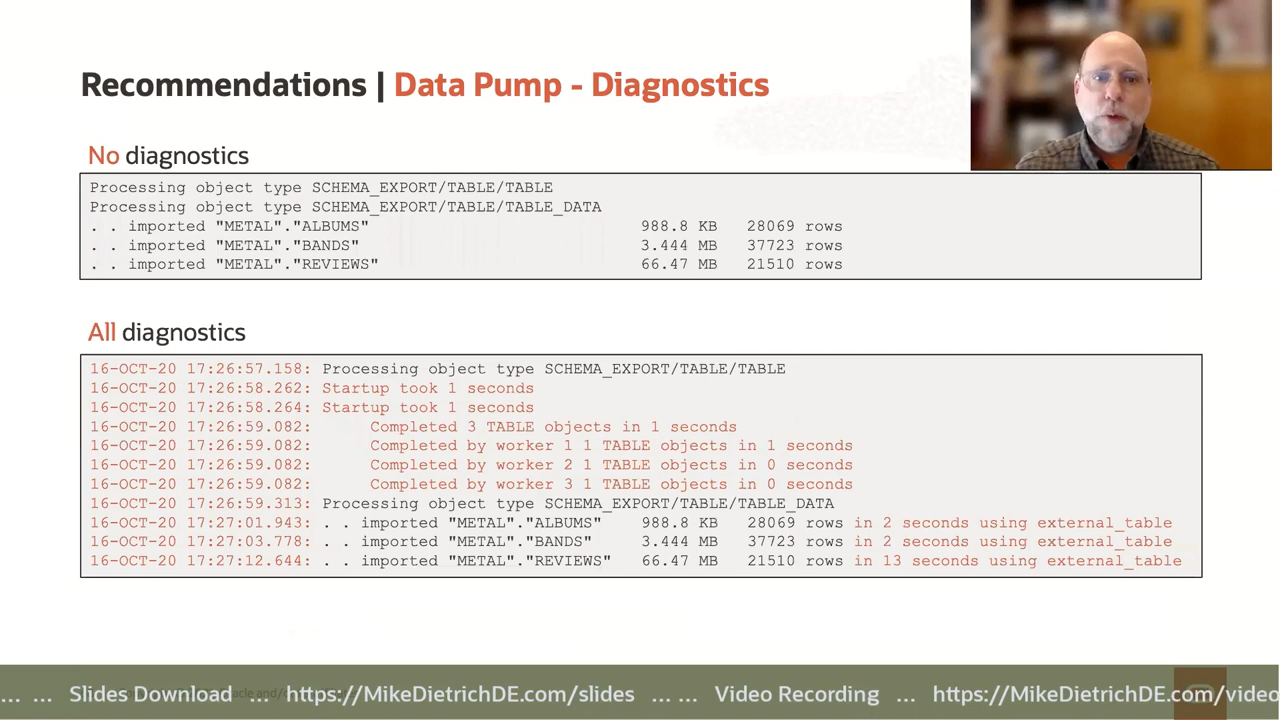 Recommendations | Data Pump - Diagnostics
No diagnostics
Processing object type SCHEMA_EXPORT/TABLE/TABLE
Processing object type SCHEMA_EXPORT/TABLE/TABLE_DATA
. . imported "METAL"."ALBUMS" 988.8 KB 28069 rows
. . imported "METAL"."BANDS" 3.444 MB 37723 rows
. . imported "METAL"."REVIEWS" 66.47 MB 21510 rows
All diagnostics
16-OCT-20 17:26:57.158: Processing object type SCHEMA_EXPORT/TABLE/TABLE
16-OCT-20 17:26:58.262: Startup took 1 seconds
16-OCT-20 17:26:58.264: Startup took 1 seconds
16-OCT-20 17:26:59.082: Completed 3 TABLE objects in 1 seconds
16-OCT-20 17:26:59.082: Completed by worker 1 1 TABLE objects in 1 seconds
16-OCT-20 17:26:59.082: Completed by worker 2 1 TABLE objects in 0 seconds
16-OCT-20 17:26:59.082: Completed by worker 3 1 TABLE objects in 0 seconds
16-OCT-20 17:26:59.313: Processing object type SCHEMA_EXPORT/TABLE/TABLE_DATA
16-OCT-20 17:27:01.943: . . imported "METAL"."ALBUMS" 988.8 KB 28069 rows in 2 seconds using external_table
16-OCT-20 17:27:03.778: . . imported "METAL"."BANDS" 3.444 MB 37723 rows in 2 seconds using external_table
16-OCT-20 17:27:12.644: . . imported "METAL"."REVIEWS" 66.47 MB 21510 rows in 13 seconds using external_table
... ... Slides Download ... https://MikeDietrichDE.com/slides ... ... Video Recording ... https://MikeDietrichDE.com/video